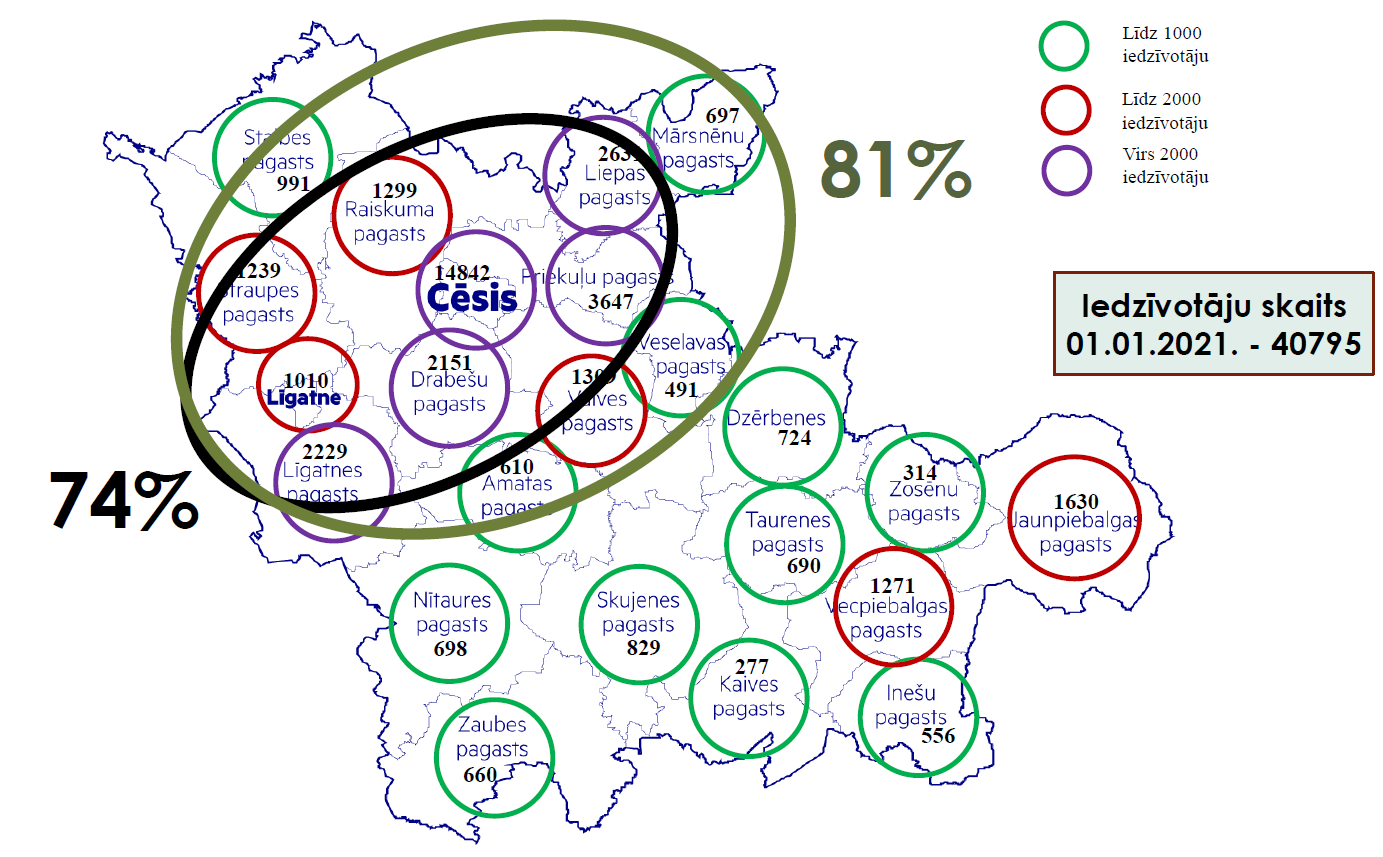 Līdz 1000
iedzīvotāju
Līdz 2000
iedzīvotāju
Virs 2000
iedzīvotāju
81%
74%
Iedzīvotāju skaits
01.01.2021. - 40795
Stalbes
pagasts
991
697
Mārsnēnu
pagasts
1299
Raiskuma
pagasts
2631
Liepas
pagasts
1239
Straupes
pagasts
14842
Cēsis
Priekuļu pagasts
3647
Veselavas
pagasts
491
1010
Līgatne
2151
Drabešu
pagasts
Vaives
pagasts
2229
Līgatnes
pagasts
610
Amatas
pagasts
Dzērbenes
724
314
Zosēnu
pagasts
1630
Jaunpiebalgas
pagasts
Taurenes
pagasts
690
1271
Vecpiebalgas
pagasts
Nītaures
pagasts
698
Skujenes
pagasts
829
277
Kaives
pagasts
Inešu
pagasts
556
Zaubes
pagasts
660